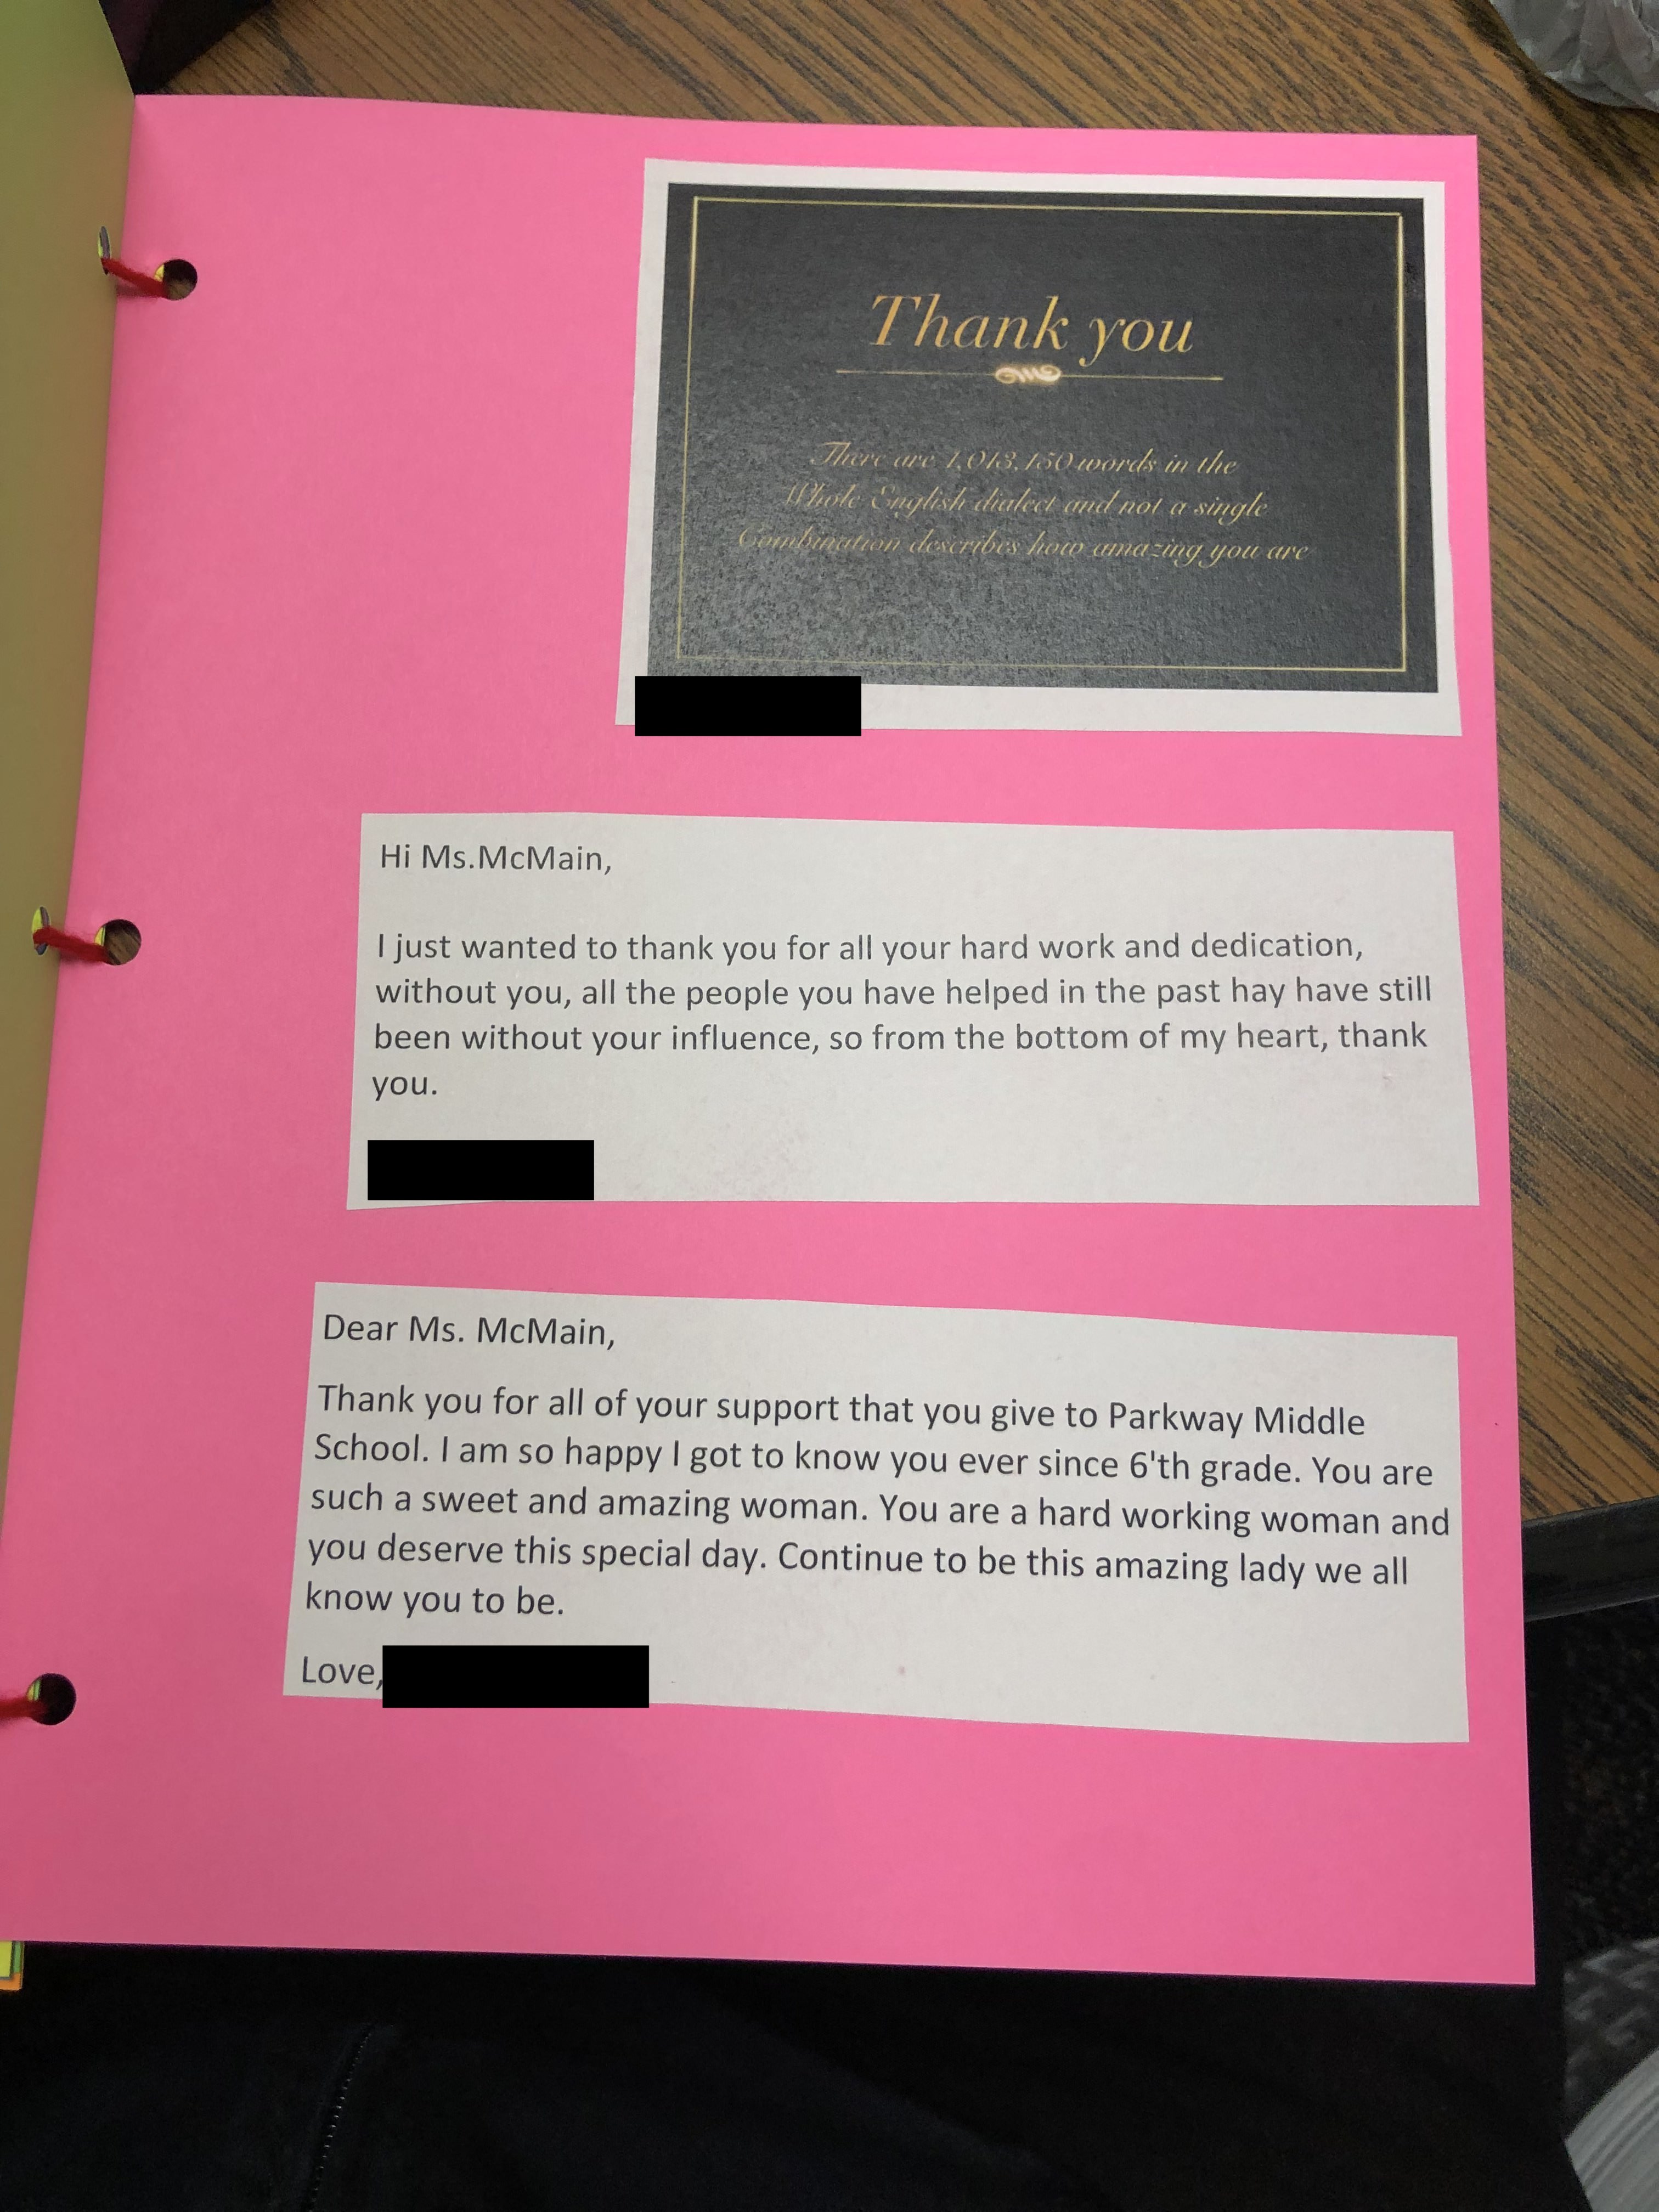 Thank you
There are 1,013,150 words in the
Whole English dialect and not a single
Combination describes how amazing you are
Hi Ms.McMain,
I just wanted to thank you for all your hard work and dedication,
without you, all the people you have helped in the past hay have still
been without your influence, so from the bottom of my heart, thank
you.
Dear Ms. McMain,
Thank you for all of your support that you give to Parkway Middle
School. I am so happy I got to know you ever since 6'th grade. You are
such a sweet and amazing woman. You are a hard working woman and
you deserve this special day. Continue to be this amazing lady we all
know you to be.
Love,